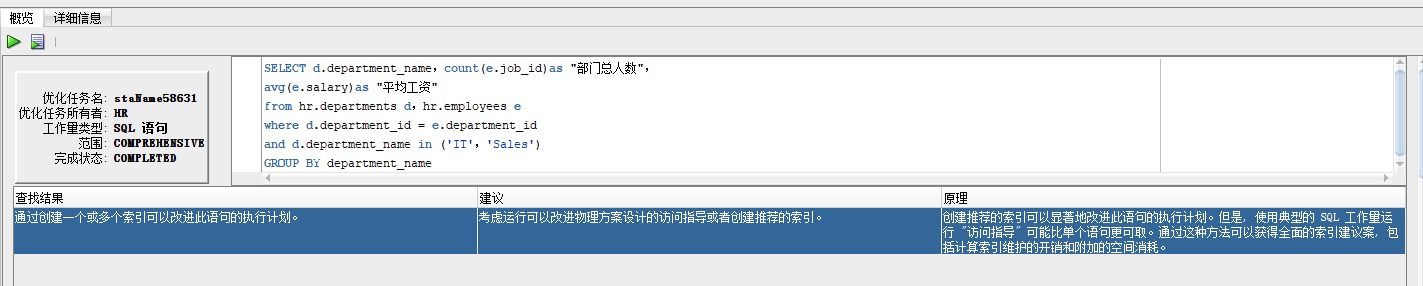 概览 详细信息
优化任务名: staName58631
优化任务所有者: HR
工作量类型: SQL 语句
范围: COMPREHENSIVE
完成状态: COMPLETED
SELECT d.department_name, count(e.job_id)as "部门总人数",
avg(e.salary)as "平均工资"
from hr.departments d, hr.employees e
where d.department_id = e.department_id
and d.department_name in ('IT', 'Sales')
GROUP BY department_name
查找结果 建议 原理
通过创建一个或多个索引可以改进此语句的执行计划。
考虑运行可以改进物理方案设计的访问指导或者创建推荐的索引。
创建推荐的索引可以显著地改进此语句的执行计划。但是, 使用典型的 SQL 工作量运
行 "访问指导" 可能比单个语句更可取。通过这种方法可以获得全面的索引建议案, 包
括计算索引维护的开销和附加的空间消耗。